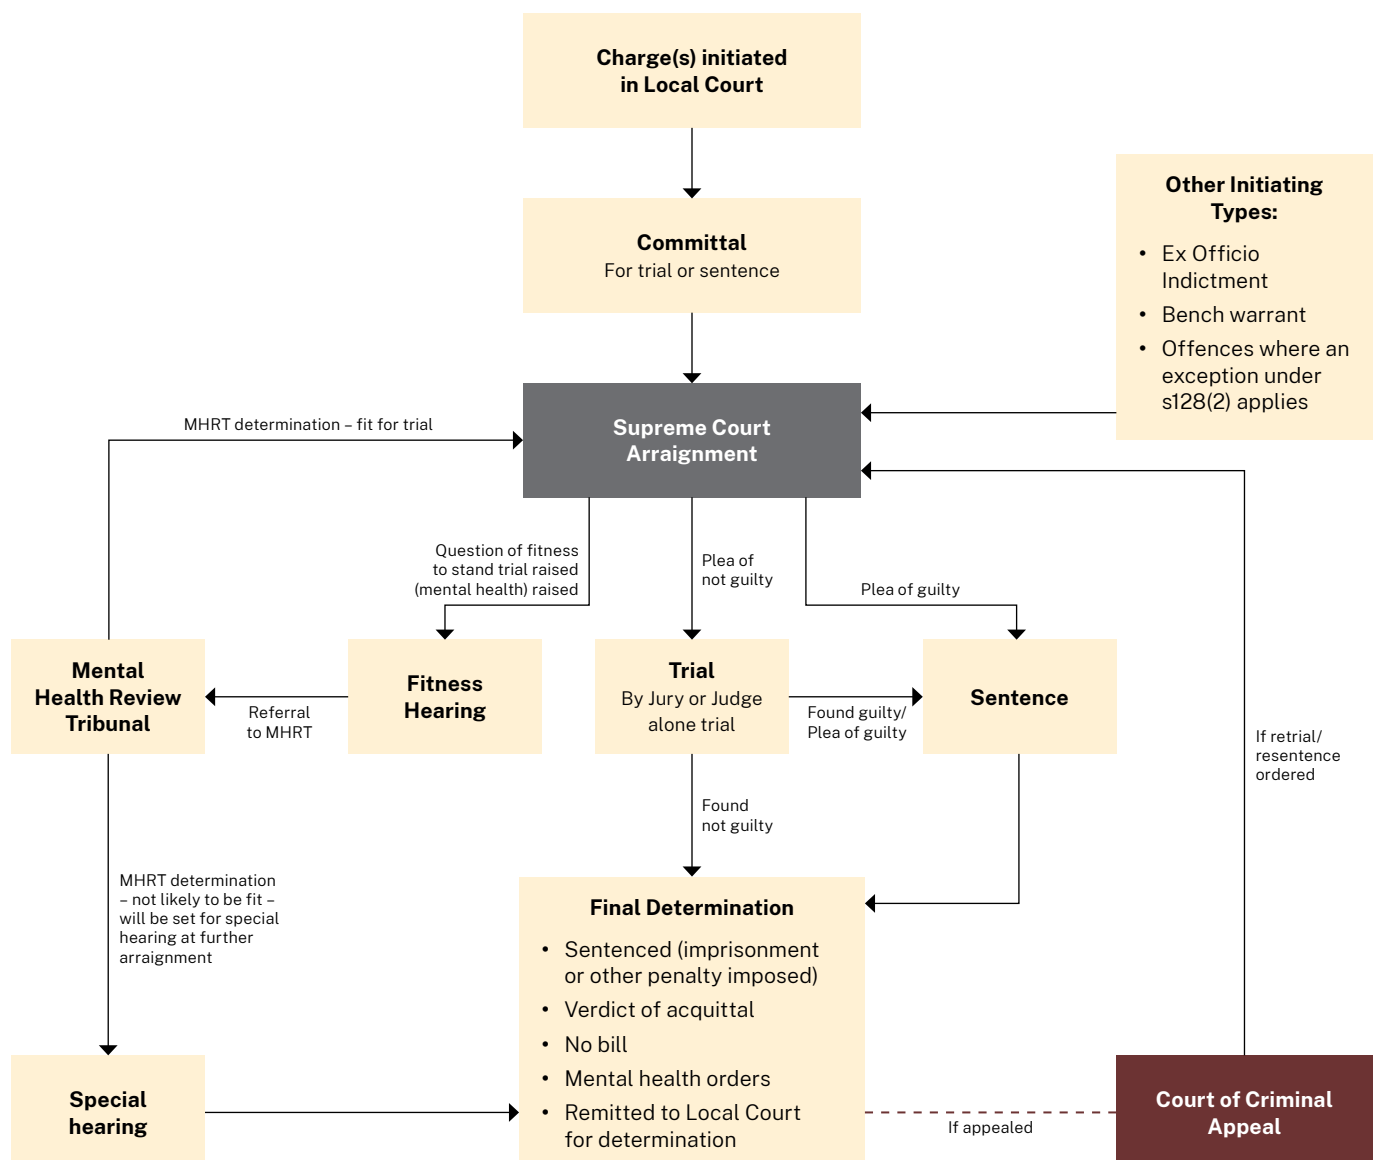 Charge(s) initiated
in Local Court
Other Initiating
Types:
• Ex Officio
Indictment
• Bench warrant
• Offences where an
exception under
s128(2) applies
Committal
For trial or sentence
MHRT determination – fit for trial
Supreme Court
Arraignment
Question of fitness
to stand trial raised
(mental health) raised
Plea of
not guilty
Plea of guilty
Mental
Health Review
Tribunal
Referral
to MHRT
Fitness
Hearing
Trial
By Jury or Judge
alone trial
Found guilty/
Plea of guilty
Sentence
If retrial/
resentence
ordered
Found
not guilty
MHRT determination
– not likely to be fit –
will be set for special
hearing at further
arraignment
Final Determination
• Sentenced (imprisonment
or other penalty imposed)
• Verdict of acquittal
• No bill
• Mental health orders
• Remitted to Local Court
for determination
Special
hearing
If appealed
Court of Criminal
Appeal